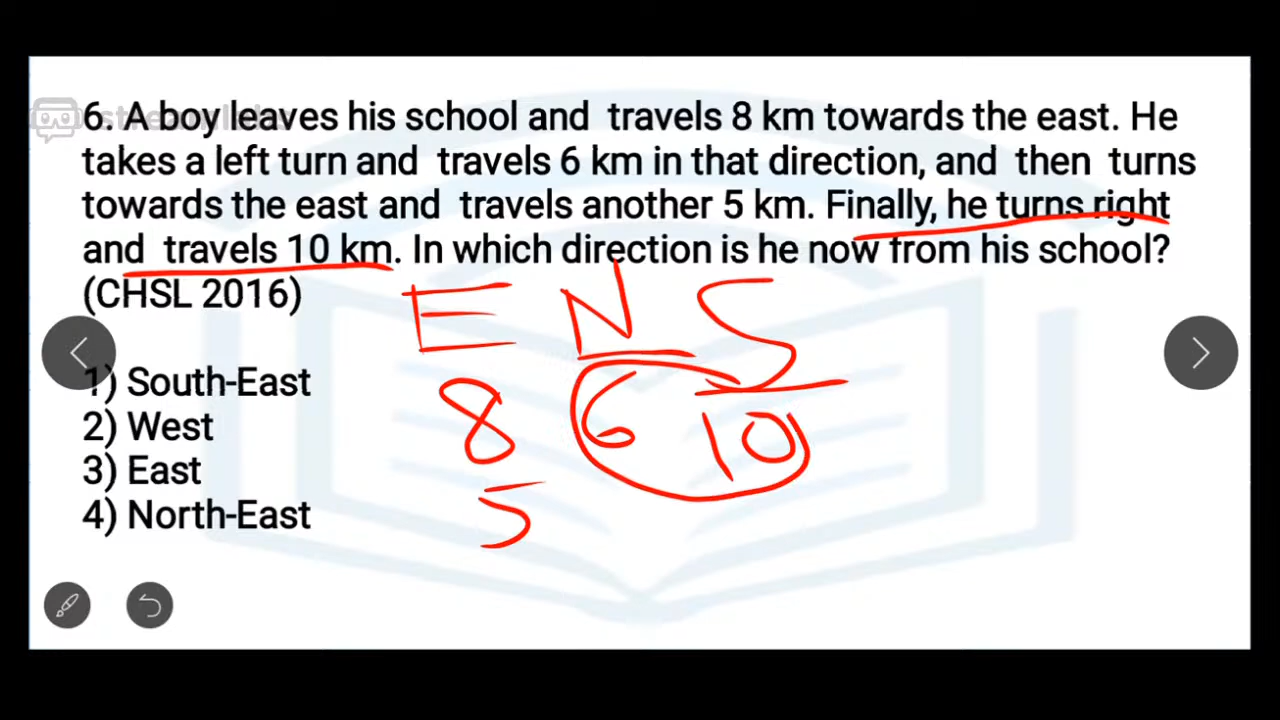 6. A boy leaves his school and travels 8 km towards the east. He
takes a left turn and travels 6 km in that direction, and then turns
towards the east and travels another 5 km. Finally, he turns right
and travels 10 km. In which direction is he now from his school?
(CHSL 2016)
E N S
1) South-East
2) West
3) East
4) North-East
8 6 10
5
streamlabs